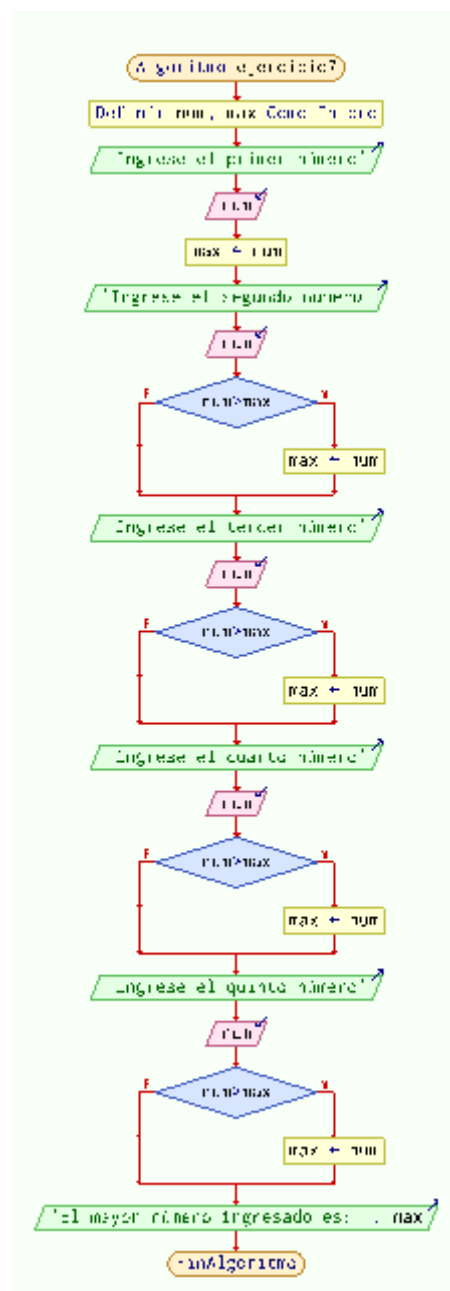 Algoritmo ejercicio7
Definir num, max Como Entero
'Ingrese el primer número'
num
max ← num
'Ingrese el segundo número'
num
num>max
F
V
max ← num
'Ingrese el tercer número'
num
num>max
F
V
max ← num
'Ingrese el cuarto número'
num
num>max
F
V
max ← num
'Ingrese el quinto número'
num
num>max
F
V
max ← num
'El mayor número ingresado es: ', max
FinAlgoritmo